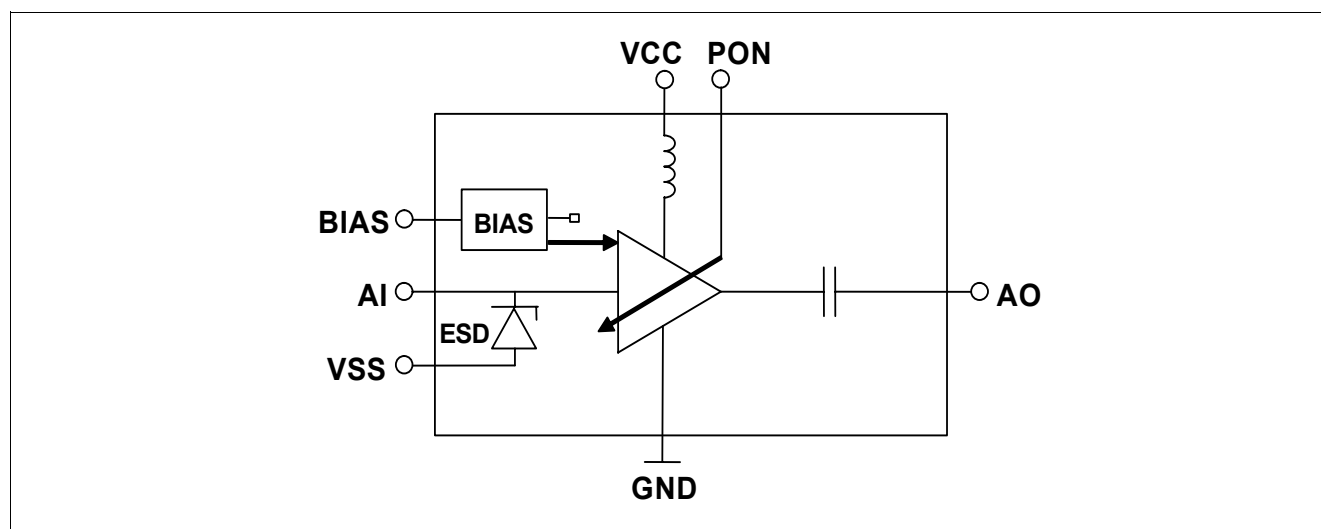 VCC PON
BIAS
BIAS
AI
ESD
AO
VSS
GND